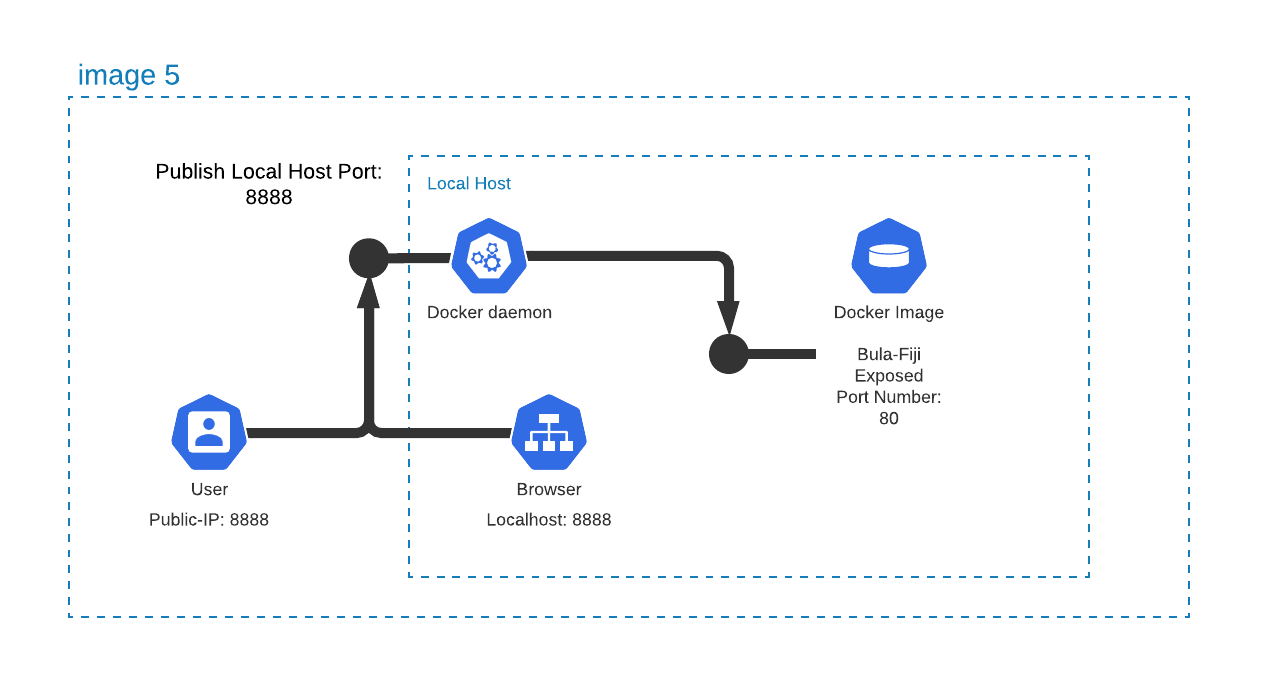 image 5
Publish Local Host Port:
8888
Local Host
Docker daemon
Docker Image
Bula-Fiji
Exposed
Port Number:
80
User
Public-IP: 8888
Browser
Localhost: 8888